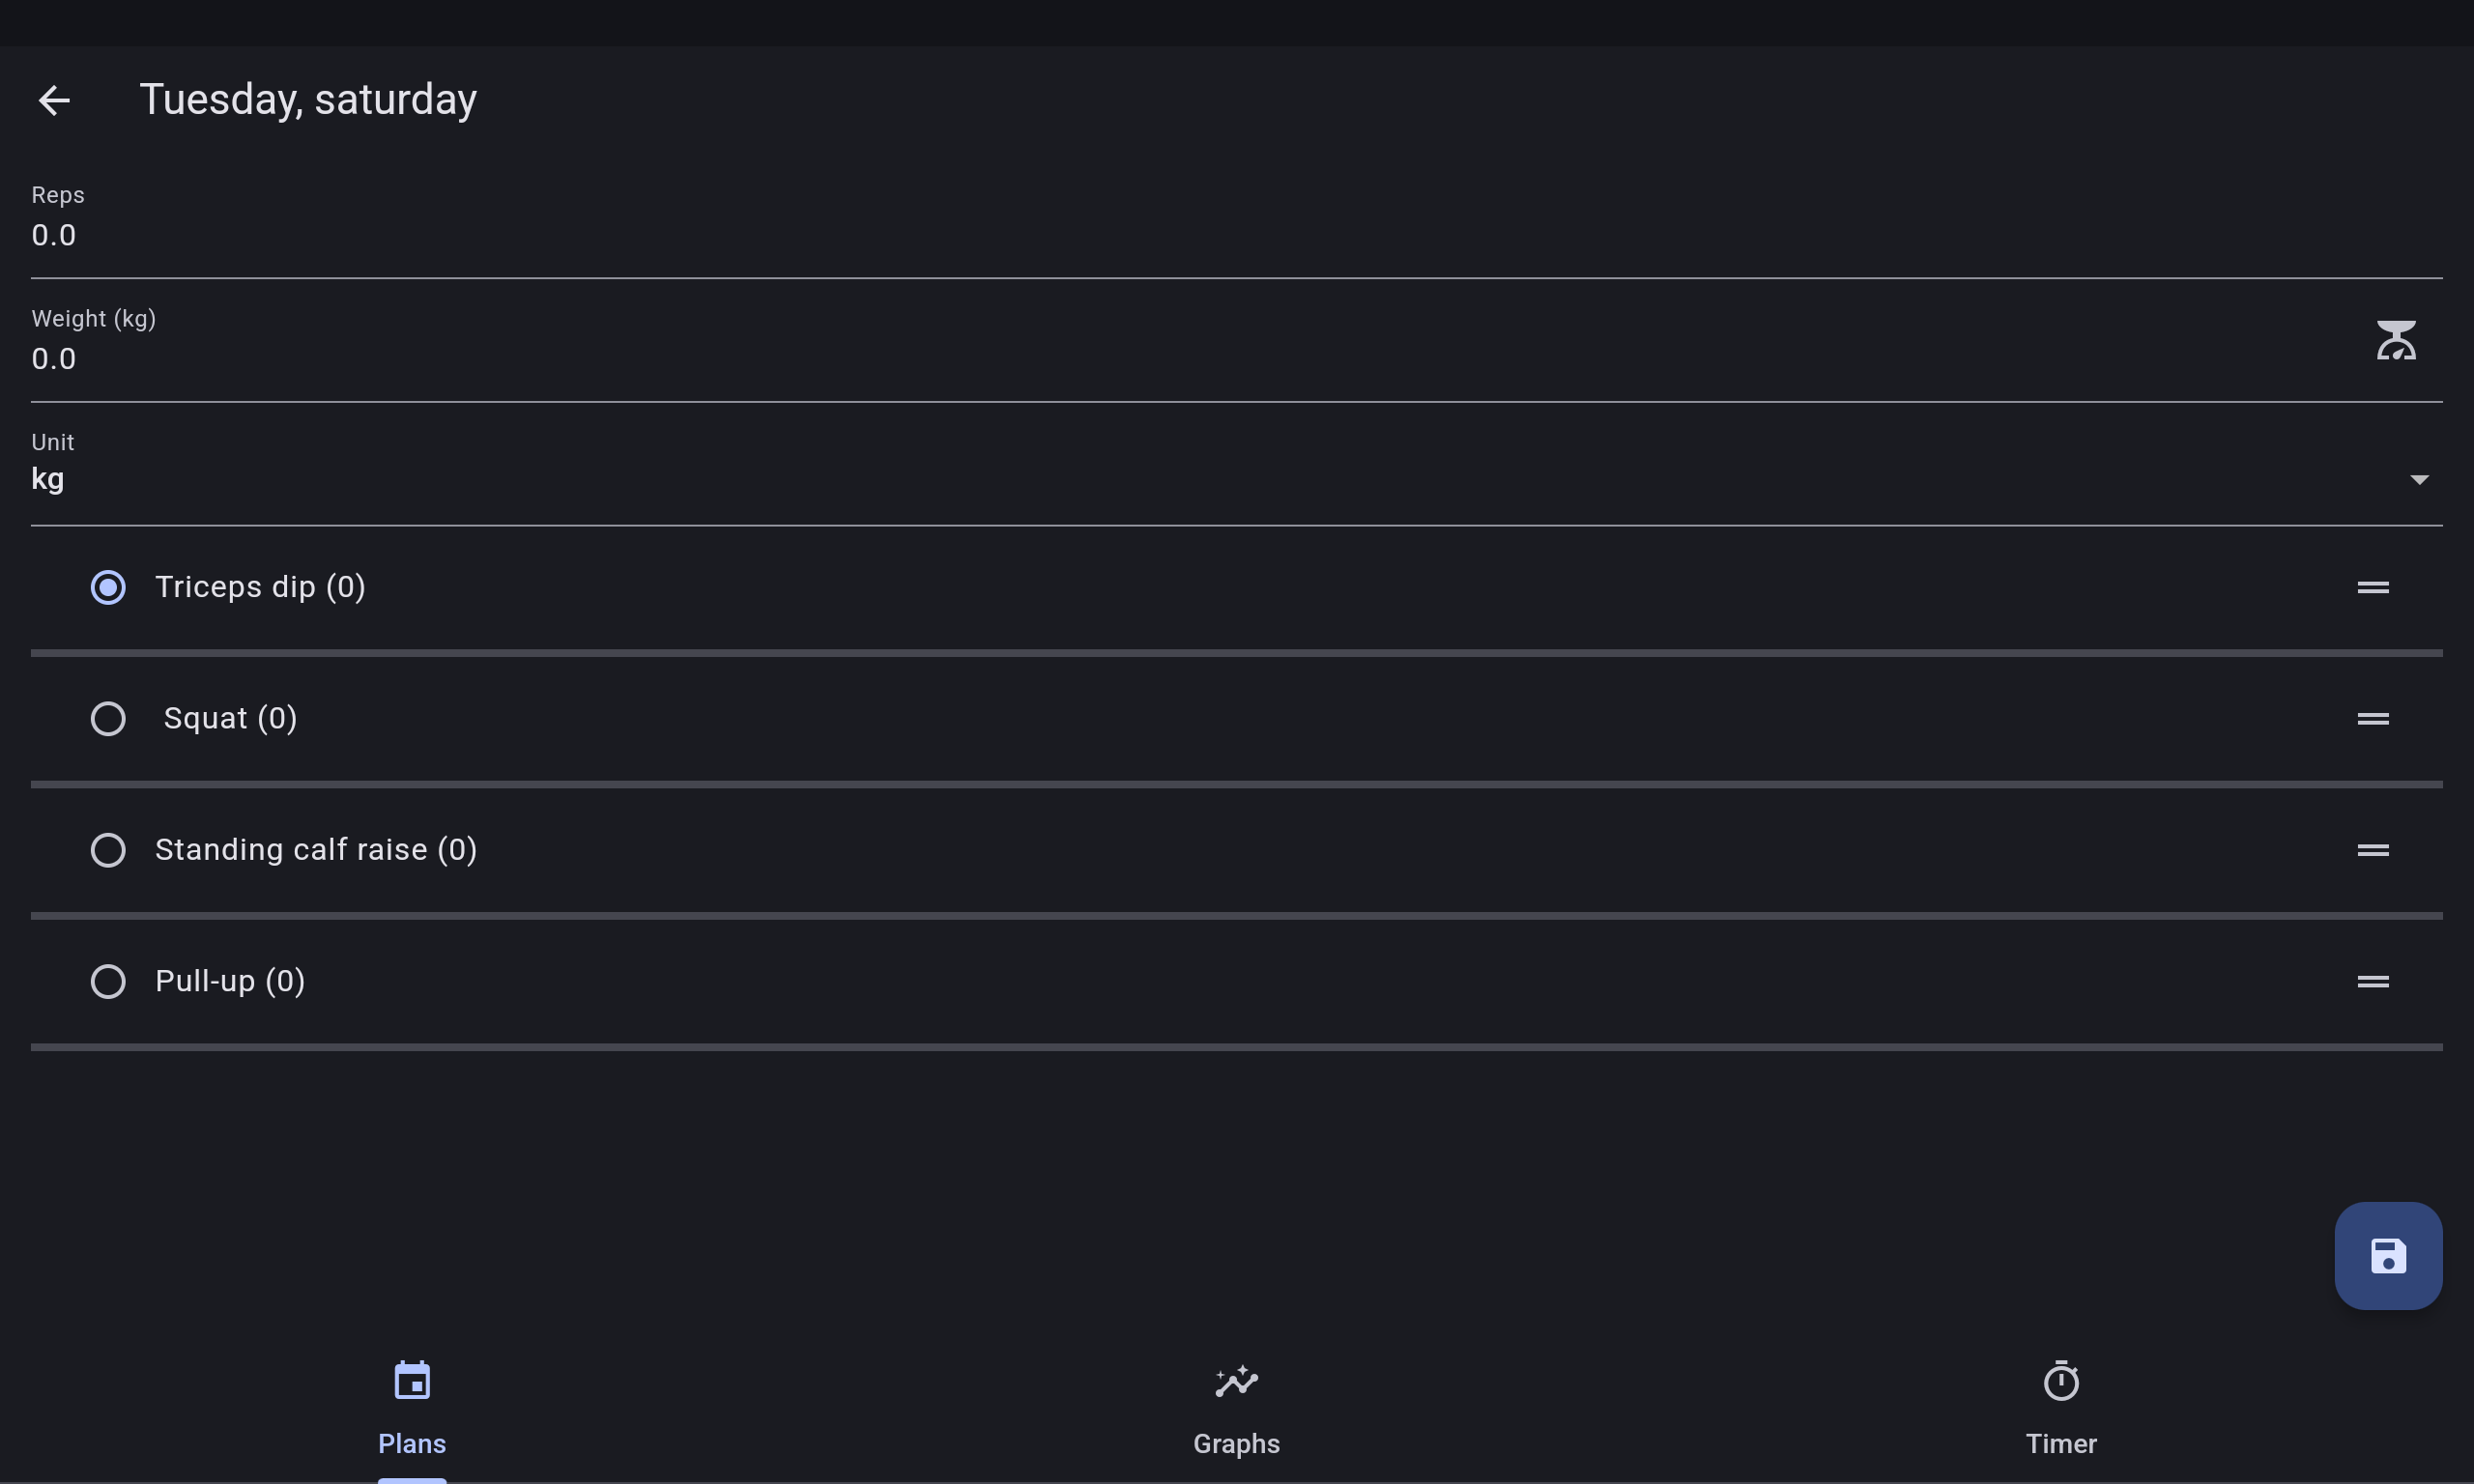 Tuesday, saturday
Reps
0.0
Weight (kg)
0.0
Unit
kg
Triceps dip (0)
Squat (0)
Standing calf raise (0)
Pull-up (0)
Plans
Graphs
Timer